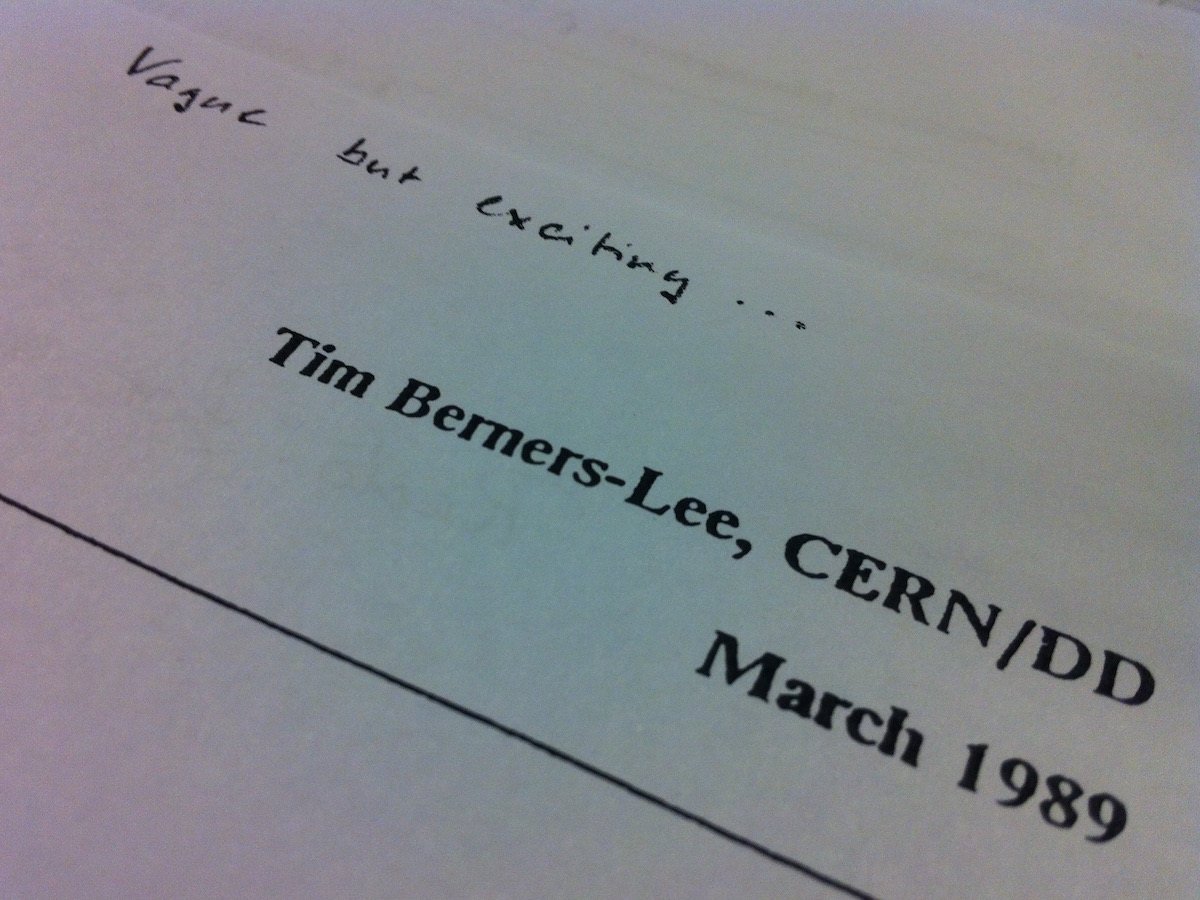 Vague but exciting ...
Tim Berners-Lee, CERN/DD
March 1989